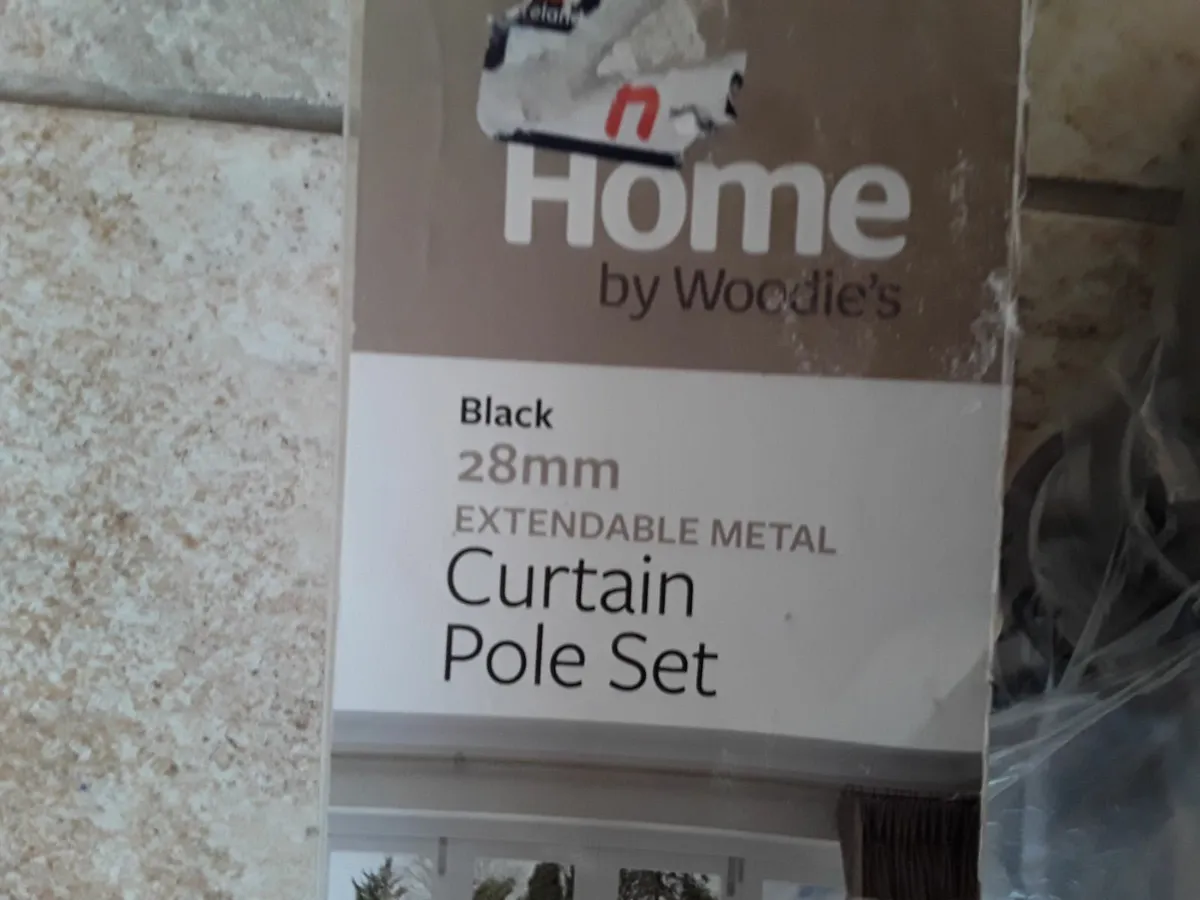 n
Home
by Woodie's
Black
28mm
EXTENDABLE METAL
Curtain
Pole Set